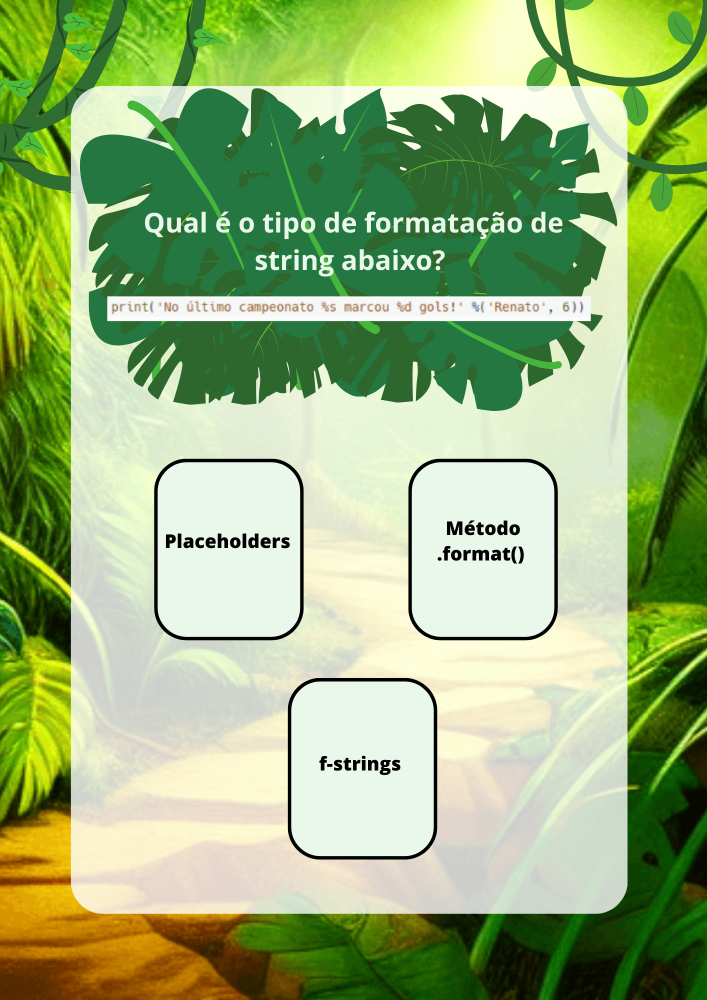 Qual é o tipo de formatação de
string abaixo?
print('No último campeonato %s marcou %d gols!' %('Renato', 6))
Placeholders
Método
.format()
f-strings